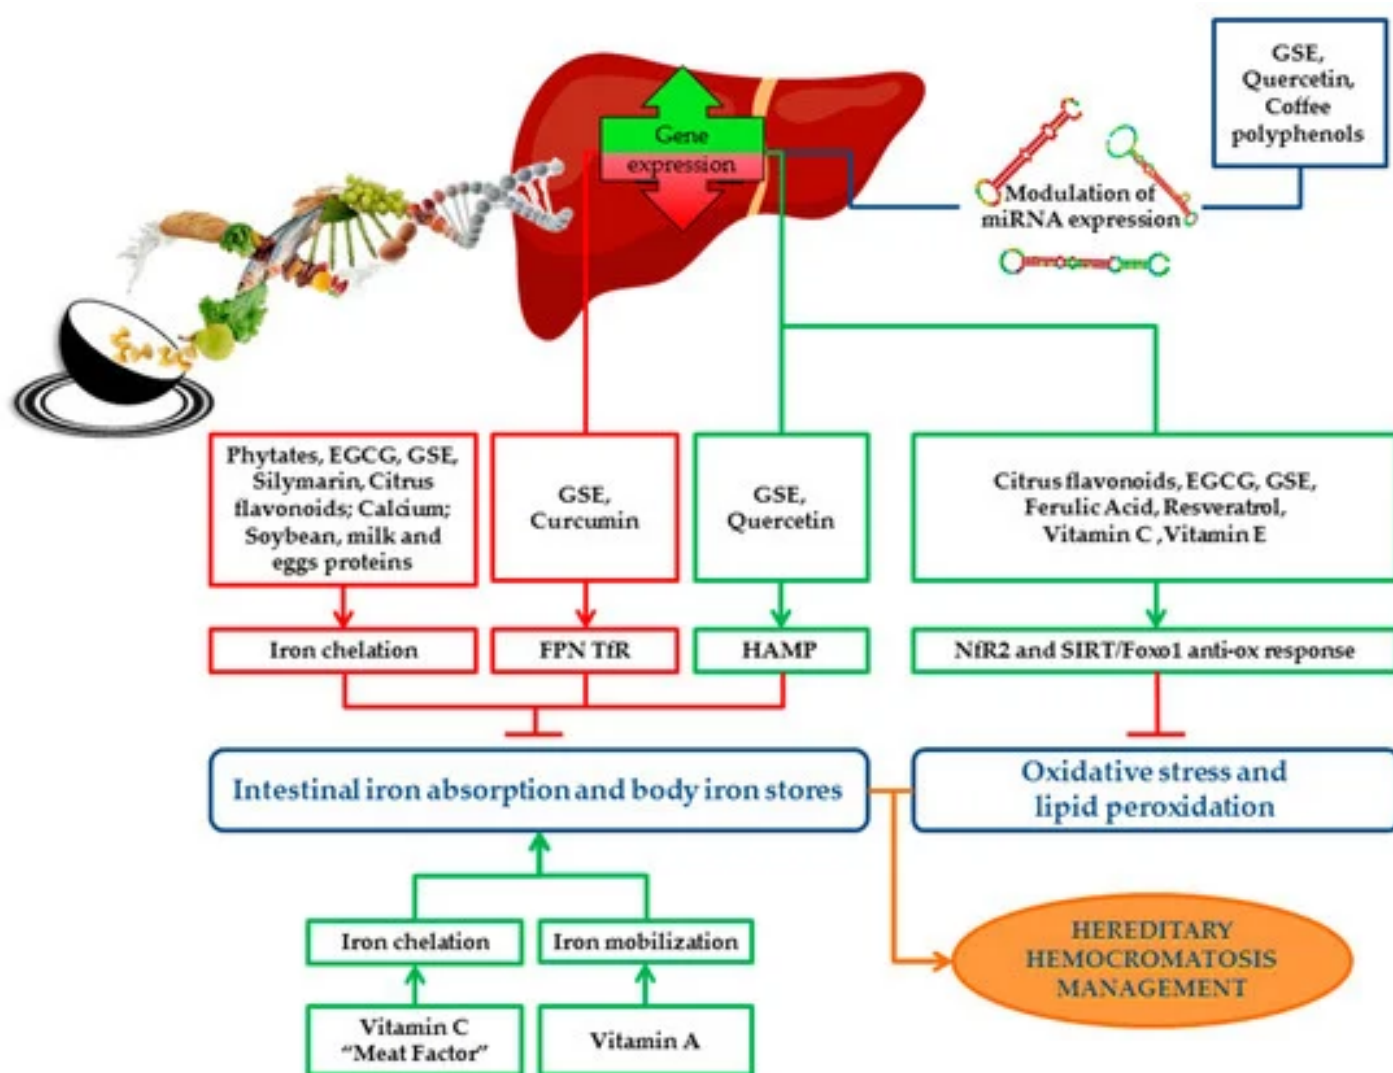 GSE,
Quercetin,
Coffee
polyphenols
Gene
expression
Modulation of
miRNA expression
Phytates, EGCG, GSE,
Silymarin, Citrus
flavonoids; Calcium;
Soybean, milk and
eggs proteins
GSE,
Curcumin
GSE,
Quercetin
Citrus flavonoids, EGCG, GSE,
Ferulic Acid, Resveratrol,
Vitamin C ,Vitamin E
Iron chelation
FPN TfR
HAMP
NfR2 and SIRT/Foxo1 anti-ox response
Intestinal iron absorption and body iron stores
Oxidative stress and
lipid peroxidation
Iron chelation
Iron mobilization
Vitamin C
“Meat Factor”
Vitamin A
HEREDITARY
HEMOCROMATOSIS
MANAGEMENT